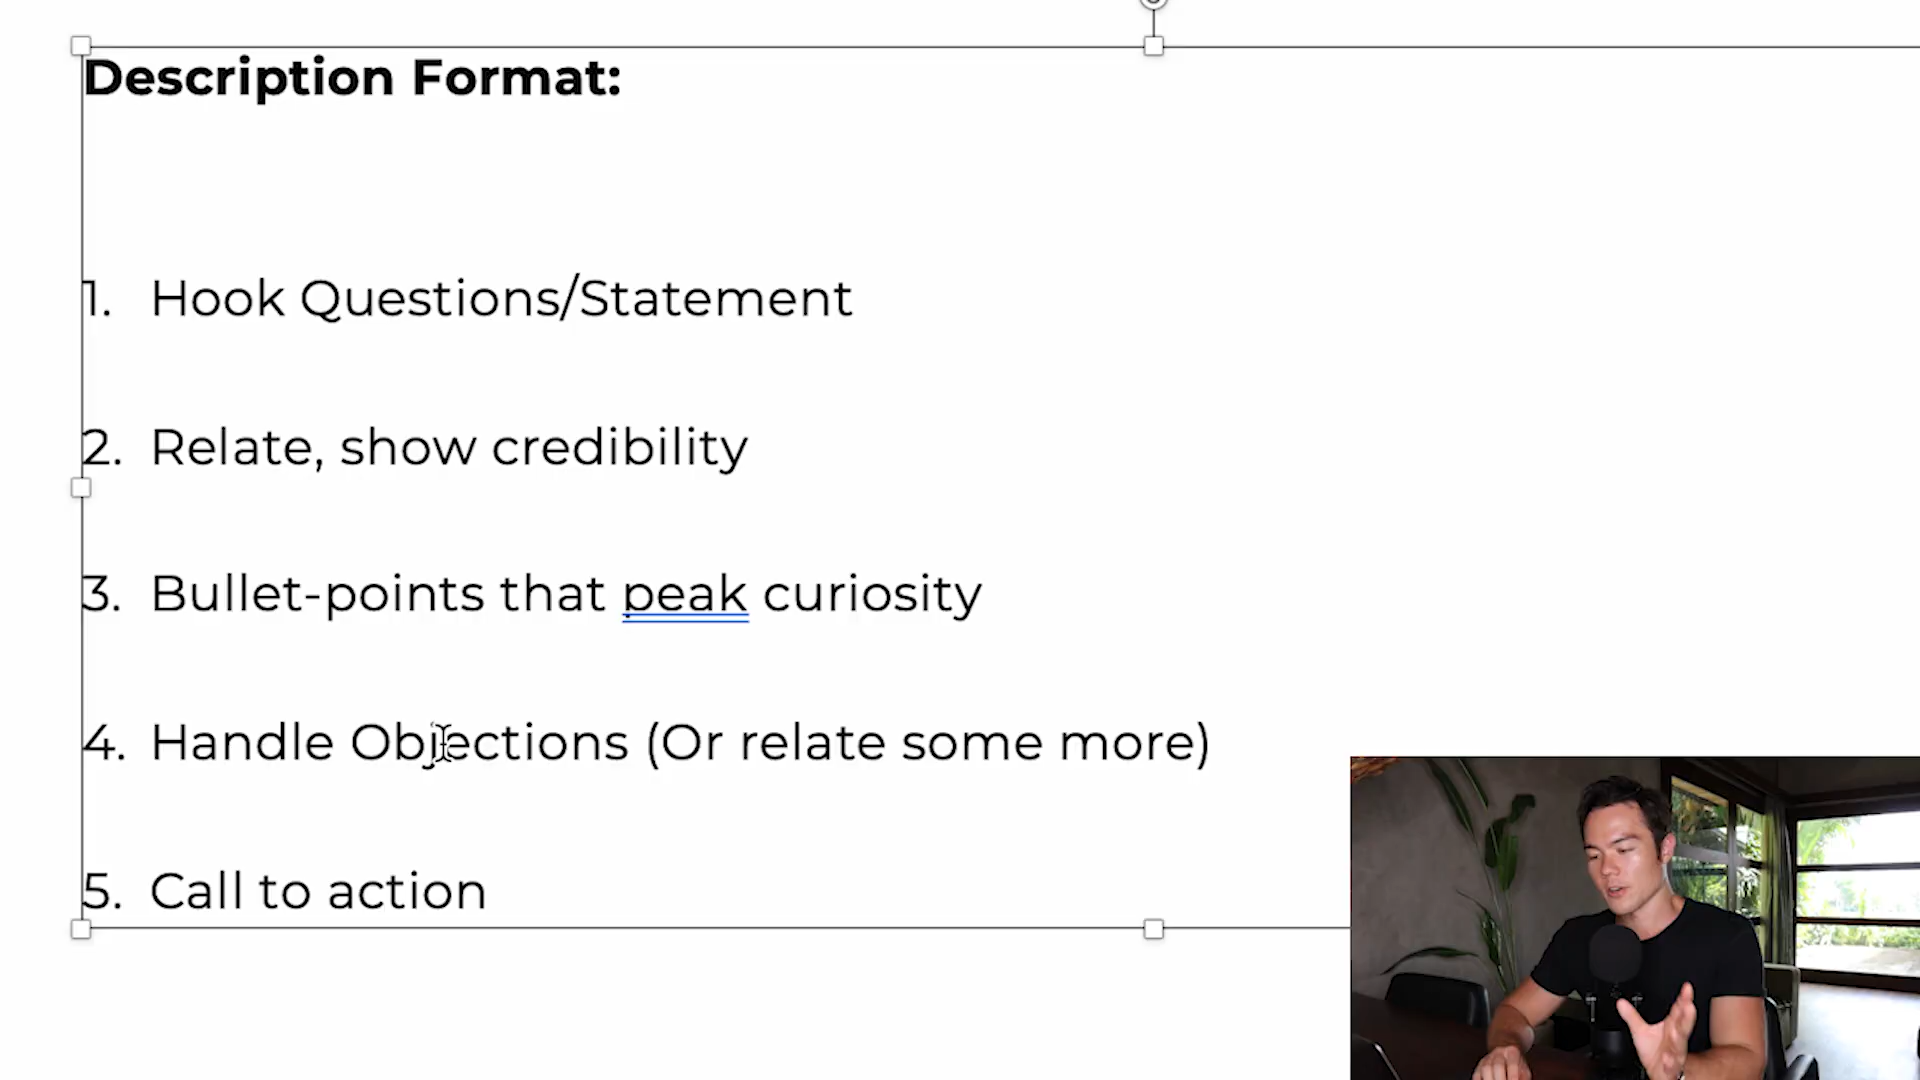 Description Format:
1. Hook Questions/Statement
2. Relate, show credibility
3. Bullet-points that peak curiosity
4. Handle Objections (Or relate some more)
5. Call to action